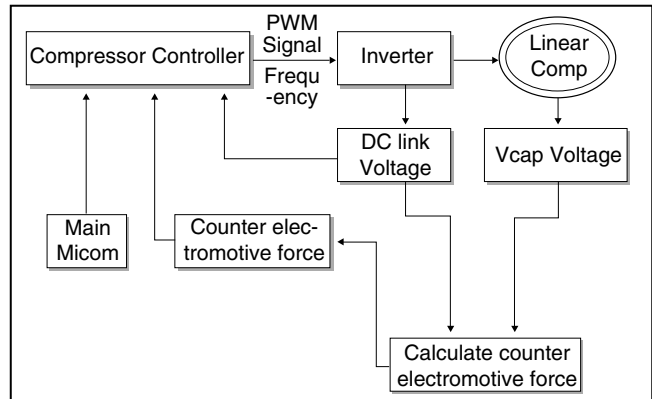 PWM
Signal
Frequ
-ency
Compressor Controller
Inverter
Linear
Comp
DC link
Voltage
Vcap Voltage
Main
Micom
Counter elec-
tromotive force
Calculate counter
electromotive force